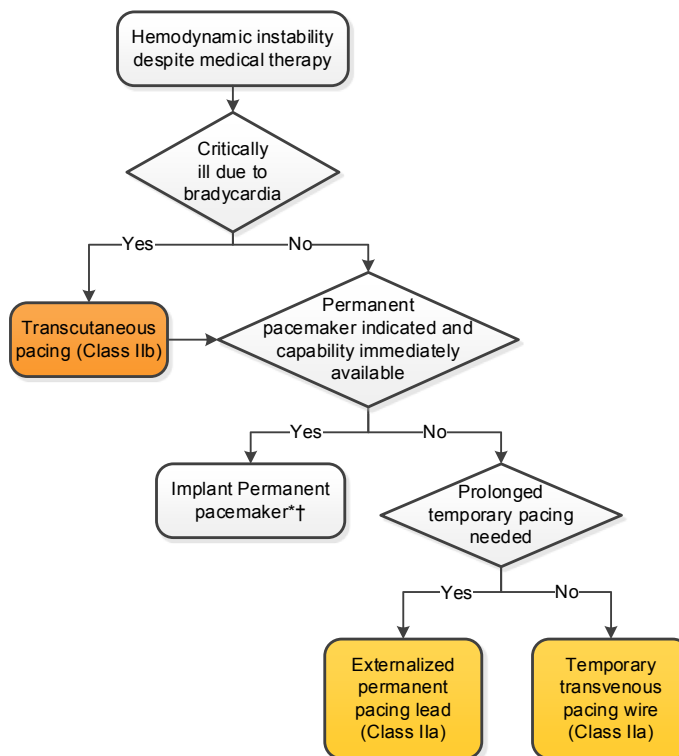 Hemodynamic instability
despite medical therapy
Critically
ill due to
bradycardia
Yes
No
Transcutaneous
pacing (Class IIb)
Permanent
pacemaker indicated and
capability immediately
available
Yes
No
Implant Permanent
pacemaker*†
Prolonged
temporary pacing
needed
Yes
No
Externalized
permanent
pacing lead
(Class IIa)
Temporary
transvenous
pacing wire
(Class IIa)